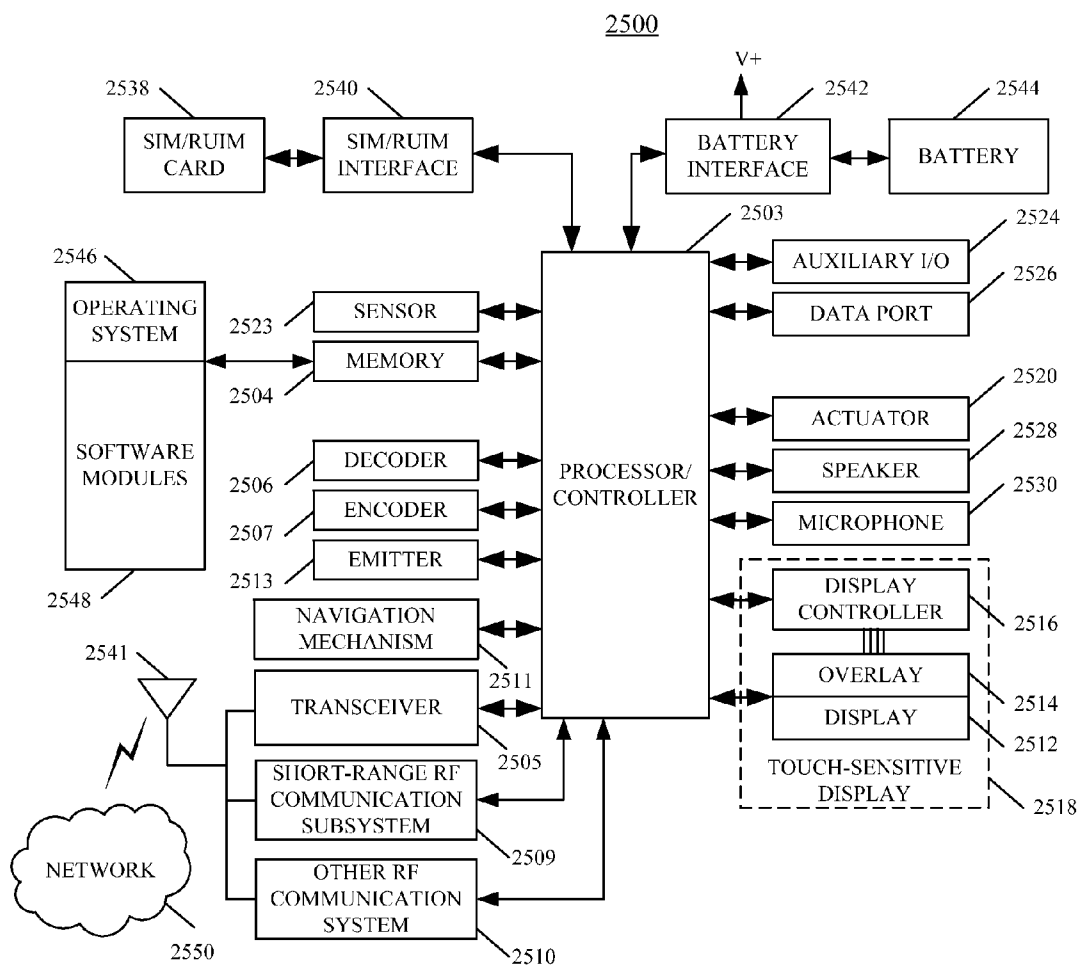 2500
V+
2538
2540
2542
2544
SIM/RUIM
CARD
SIM/RUIM
INTERFACE
BATTERY
INTERFACE
BATTERY
2503
2524
AUXILIARY I/O
2526
DATA PORT
2546
OPERATING
SYSTEM
SOFTWARE
MODULES
2548
2523
SENSOR
2504
MEMORY
2506
DECODER
2507
ENCODER
2513
EMITTER
NAVIGATION
MECHANISM
2511
PROCESSOR/
CONTROLLER
2520
ACTUATOR
2528
SPEAKER
2530
MICROPHONE
DISPLAY
CONTROLLER
2516
OVERLAY
2514
DISPLAY
2512
TOUCH-SENSITIVE
DISPLAY
2518
2541
TRANSCEIVER
2505
SHORT-RANGE RF
COMMUNICATION
SUBSYSTEM
2509
OTHER RF
COMMUNICATION
SYSTEM
2510
NETWORK
2550